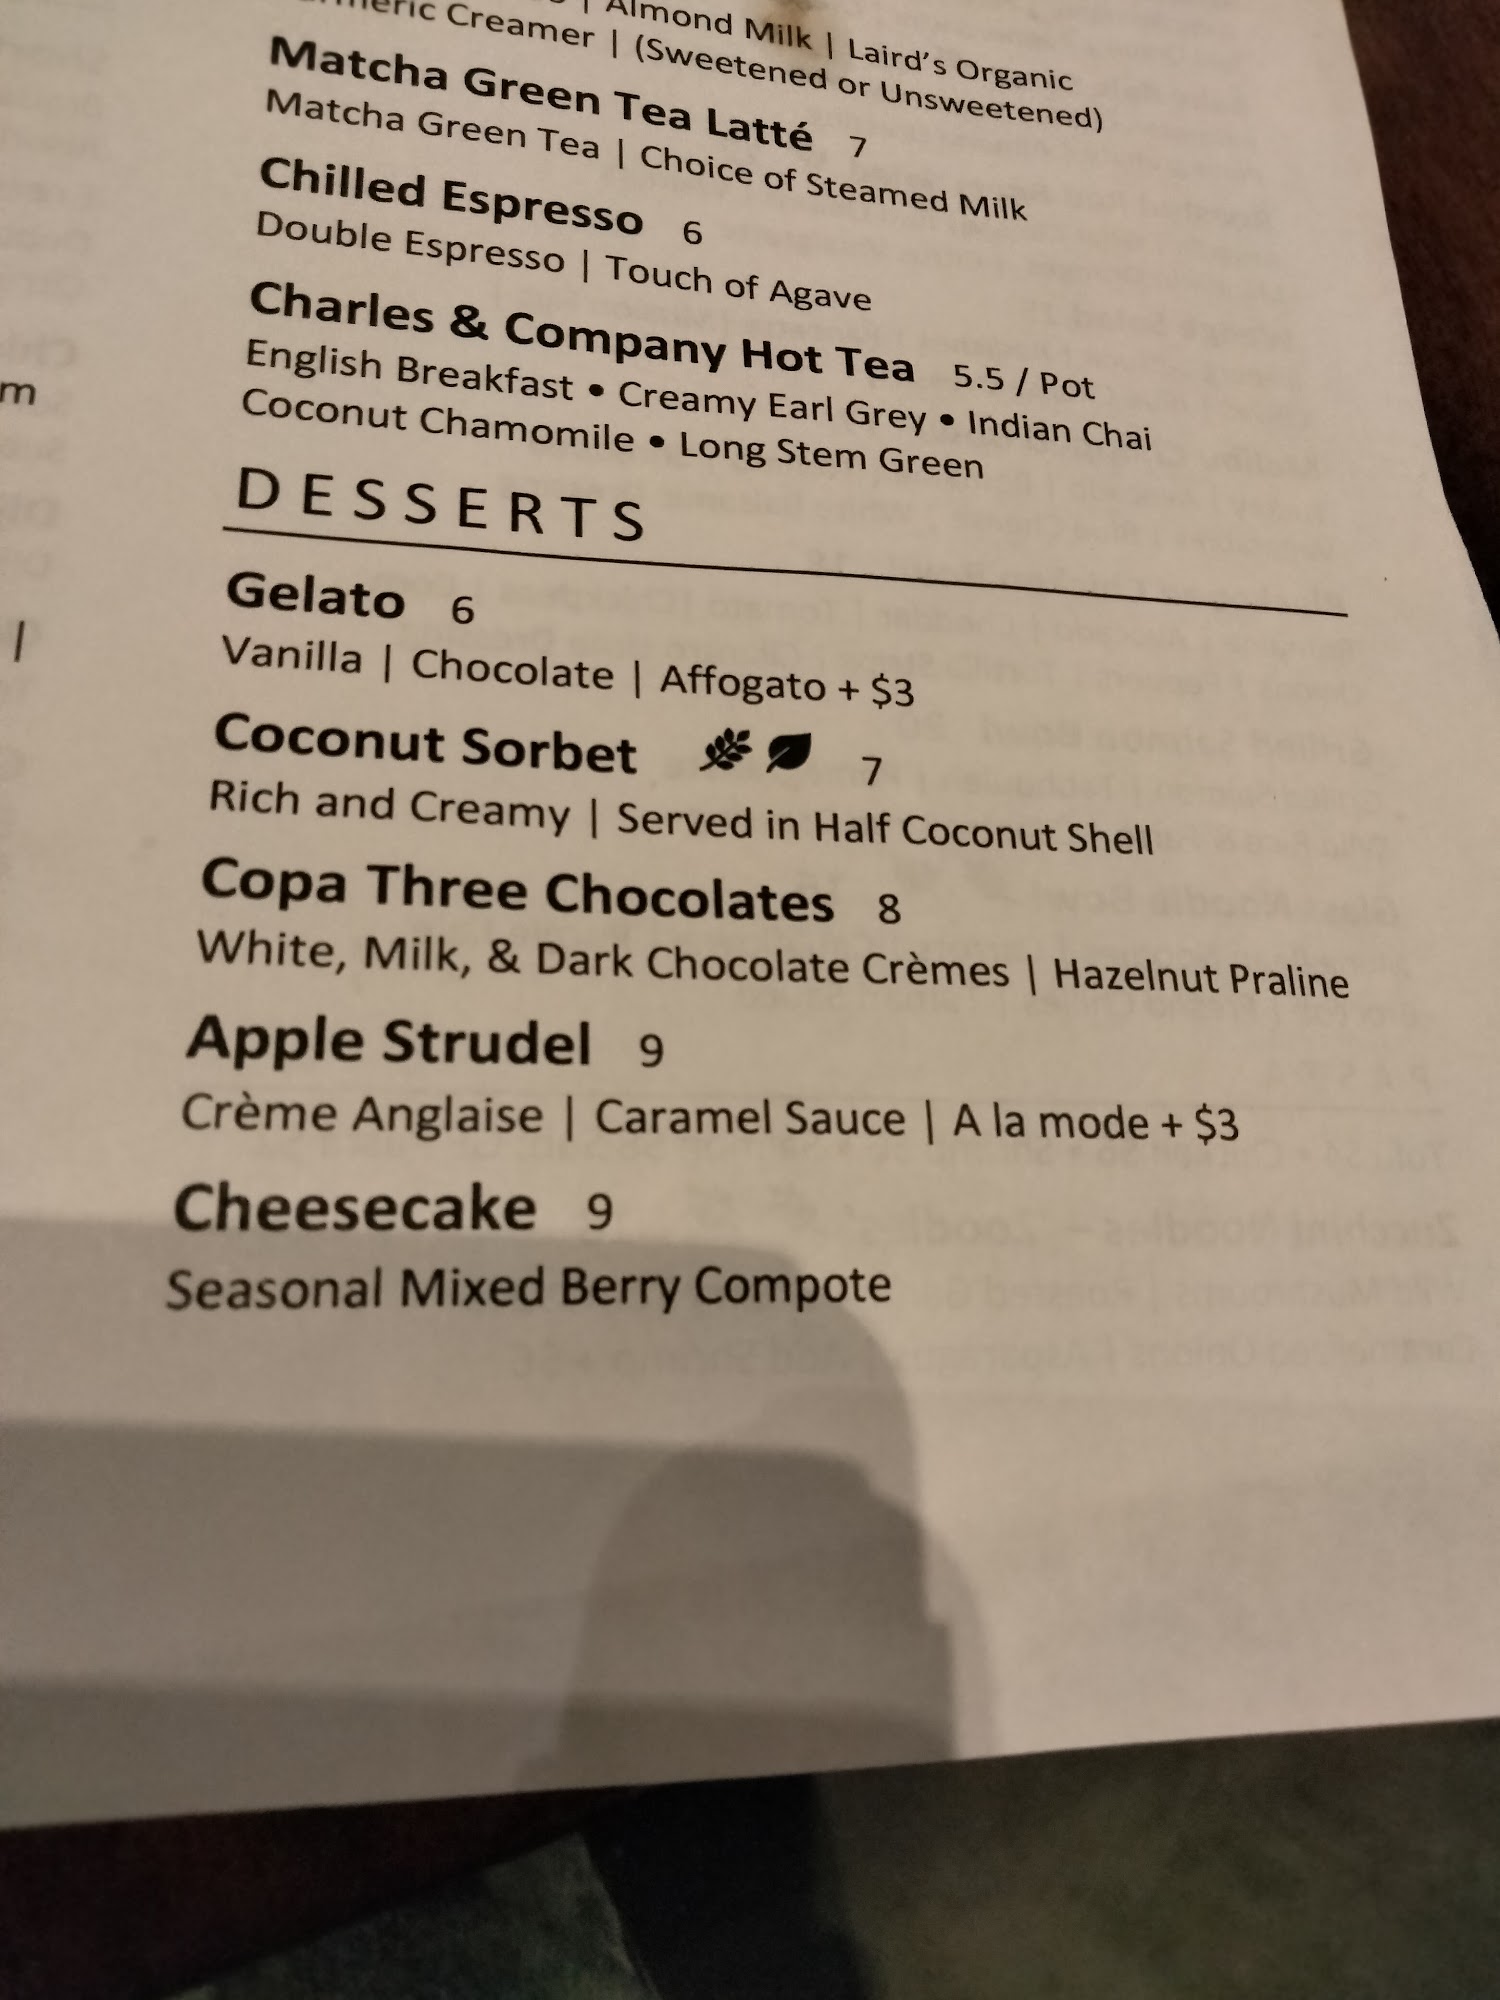 Almond Milk | Laird's Organic
Creamer | (Sweetened or Unsweetened)
Matcha Green Tea Latté 7
Matcha Green Tea | Choice of Steamed Milk
Chilled Espresso 6
Double Espresso | Touch of Agave
Charles & Company Hot Tea 5.5 / Pot
English Breakfast • Creamy Earl Grey • Indian Chai
Coconut Chamomile • Long Stem Green
DESSERTS
Gelato 6
Vanilla | Chocolate | Affogato + $3
Coconut Sorbet 7
Rich and Creamy | Served in Half Coconut Shell
Copa Three Chocolates 8
White, Milk, & Dark Chocolate Crèmes | Hazelnut Praline
Apple Strudel 9
Crème Anglaise | Caramel Sauce | A la mode + $3
Cheesecake 9
Seasonal Mixed Berry Compote